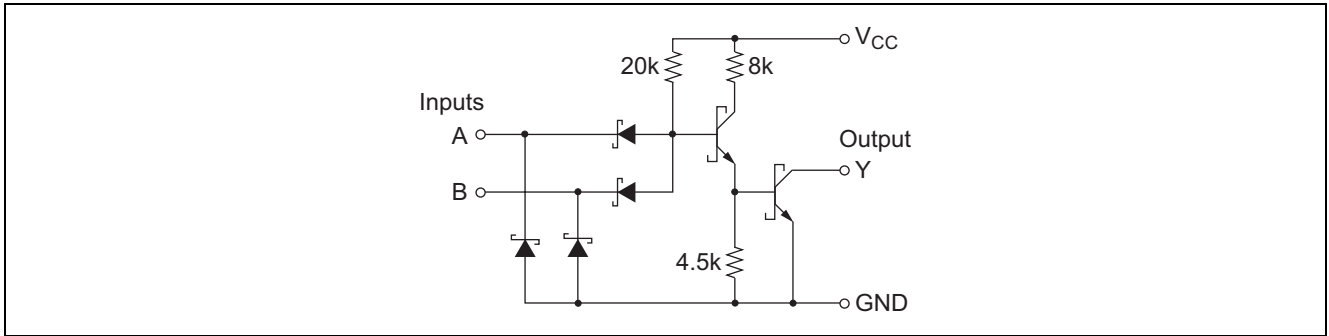 V_CC
20k
8k
Inputs
A
Output
Y
B
4.5k
GND